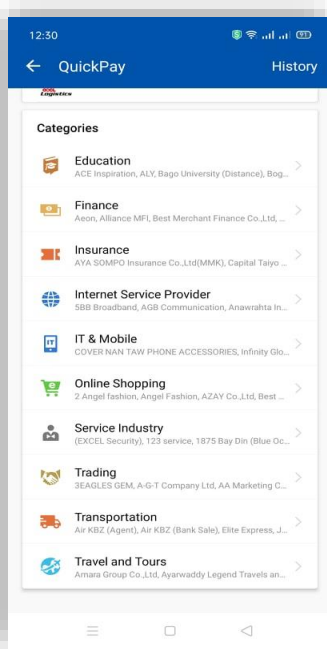 12:30
91
QuickPay
History
Logistics
Categories
Education
ACE Inspiration, ALY, Bago University (Distance), Bog...
Finance
Aeon, Alliance MFI, Best Merchant Finance Co.,Ltd, ...
Insurance
AYA SOMPO Insurance Co.,Ltd(MMK), Capital Taiyo ...
Internet Service Provider
5BB Broadband, AGB Communication, Anawrahta In...
IT & Mobile
COVER NAN TAW PHONE ACCESSORIES, Infinity Glo...
Online Shopping
2 Angel fashion, Angel Fashion, AZAY Co.,Ltd, Best ...
Service Industry
(EXCEL Security), 123 service, 1875 Bay Din (Blue Oc...
Trading
3EAGLES GEM, A-G-T Company Ltd, AA Marketing C...
Transportation
Air KBZ (Agent), Air KBZ (Bank Sale), Elite Express, J...
Travel and Tours
Amara Group Co.,Ltd, Ayarwaddy Legend Travels an...